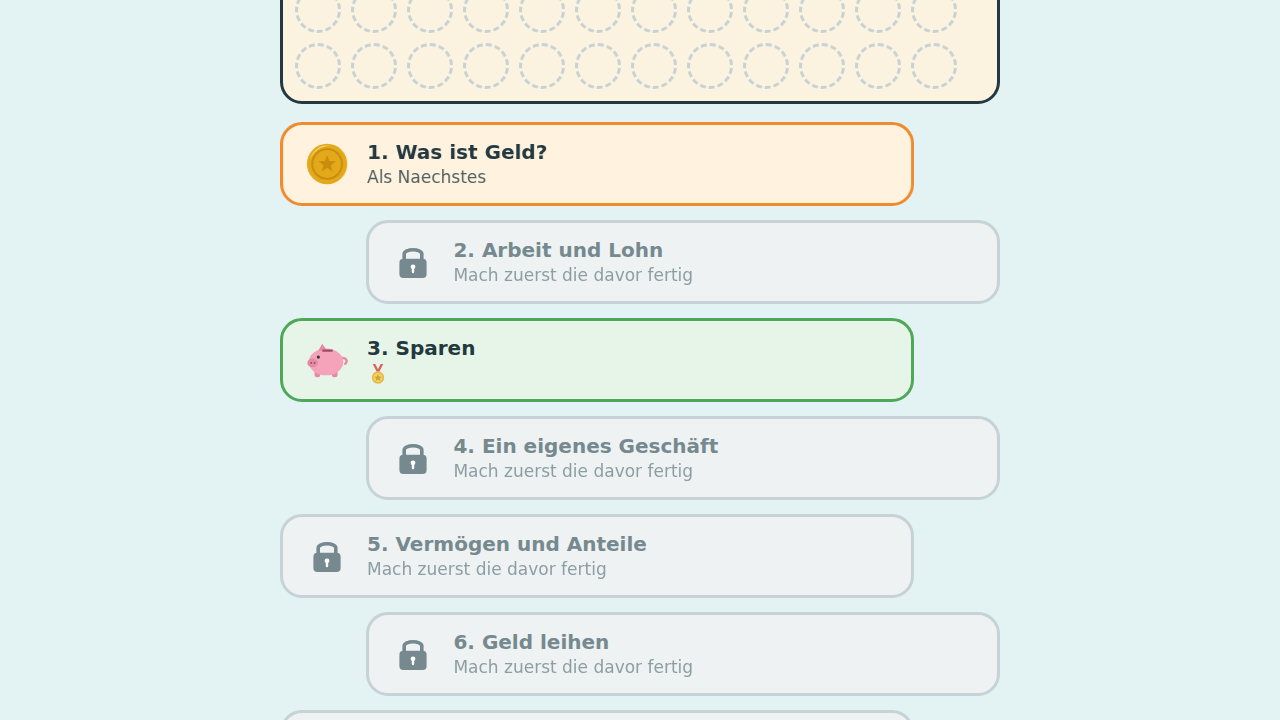 1. Was ist Geld?
Als Naechstes
2. Arbeit und Lohn
Mach zuerst die davor fertig
3. Sparen
4. Ein eigenes Geschäft
Mach zuerst die davor fertig
5. Vermögen und Anteile
Mach zuerst die davor fertig
6. Geld leihen
Mach zuerst die davor fertig